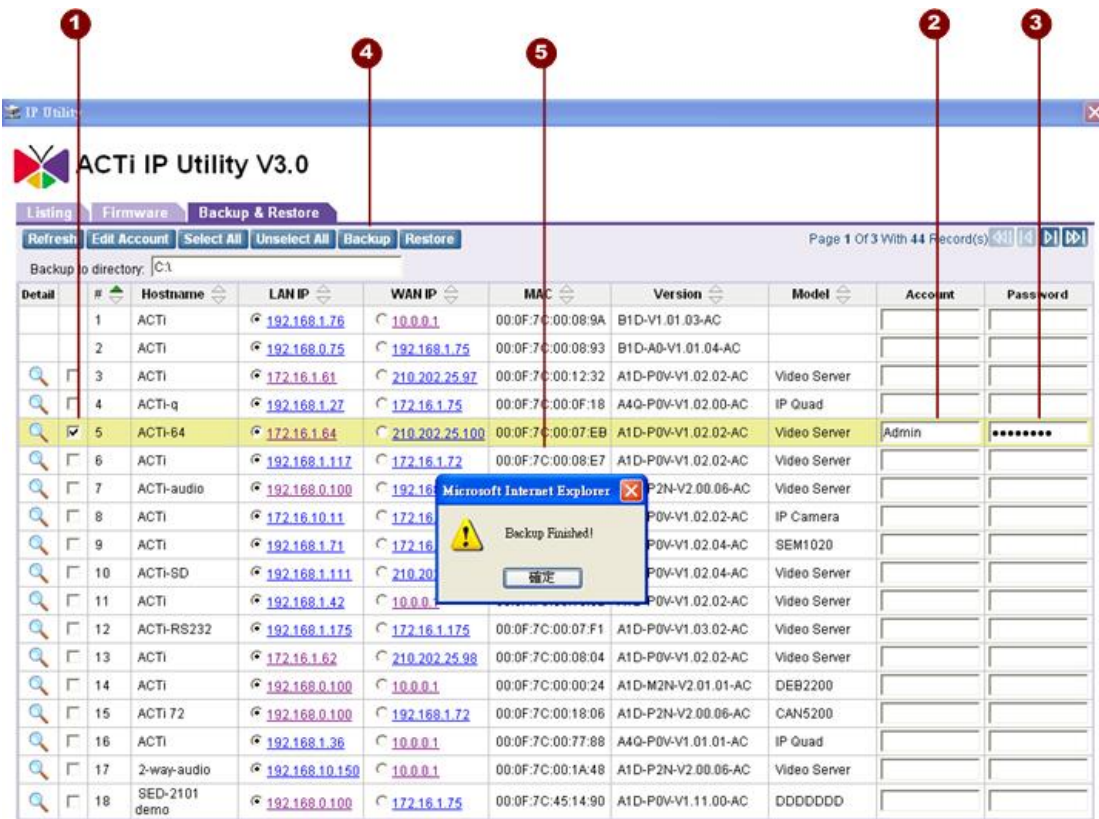 1
2
3
4
5
IP Utility
ACTi IP Utility V3.0
Listing Firmware Backup & Restore
Refresh Edit Account Select All Unselect All Backup Restore Page 1 Of 3 With 44 Record(s)
Backup to directory: C:\
Detail # Hostname LAN IP WAN IP MAC Version Model Account Password
1 ACTi 192.168.1.76 10.0.0.1 00:0F:7C:00:08:9A B1D-V1.01.03-AC
2 ACTi 192.168.0.75 192.168.1.75 00:0F:7C:00:08:93 B1D-A0-V1.01.04-AC
3 ACTi 172.16.1.61 210.202.25.97 00:0F:7C:00:12:32 A1D-P0V-V1.02.02-AC Video Server
4 ACTi-q 192.168.1.27 172.16.1.75 00:0F:7C:00:0F:18 A4Q-P0V-V1.02.00-AC IP Quad
5 ACTi-64 172.16.1.64 210.202.25.100 00:0F:7C:00:07:EB A1D-P0V-V1.02.02-AC Video Server Admin ••••••••
6 ACTi 192.168.1.117 172.16.1.72 00:0F:7C:00:08:E7 A1D-P0V-V1.02.02-AC Video Server
7 ACTi-audio 192.168.0.100 192.16 P2N-V2.00.06-AC Video Server
8 ACTi 172.16.10.11 172.16 P0V-V1.02.02-AC IP Camera
9 ACTi 192.168.1.71 172.16 P0V-V1.02.04-AC SEM1020
10 ACTi-SD 192.168.1.111 210.20 P0V-V1.02.04-AC Video Server
11 ACTi 192.168.1.42 10.0.0.1 P0V-V1.02.02-AC Video Server
Microsoft Internet Explorer
Backup Finished!
確定
12 ACTi-RS232 192.168.1.175 172.16.1.175 00:0F:7C:00:07:F1 A1D-P0V-V1.03.02-AC Video Server
13 ACTi 172.16.1.62 210.202.25.98 00:0F:7C:00:08:04 A1D-P0V-V1.02.02-AC Video Server
14 ACTi 192.168.0.100 10.0.0.1 00:0F:7C:00:00:24 A1D-M2N-V2.01.01-AC DEB2200
15 ACTi 72 192.168.0.100 192.168.1.72 00:0F:7C:00:18:06 A1D-P2N-V2.00.06-AC CAN5200
16 ACTi 192.168.1.36 10.0.0.1 00:0F:7C:00:77:88 A4Q-P0V-V1.01.01-AC IP Quad
17 2-way-audio 192.168.10.150 10.0.0.1 00:0F:7C:00:1A:48 A1D-P2N-V2.00.06-AC Video Server
18 SED-2101 demo 192.168.0.100 172.16.1.75 00:0F:7C:45:14:90 A1D-P0V-V1.11.00-AC DDDDDDD